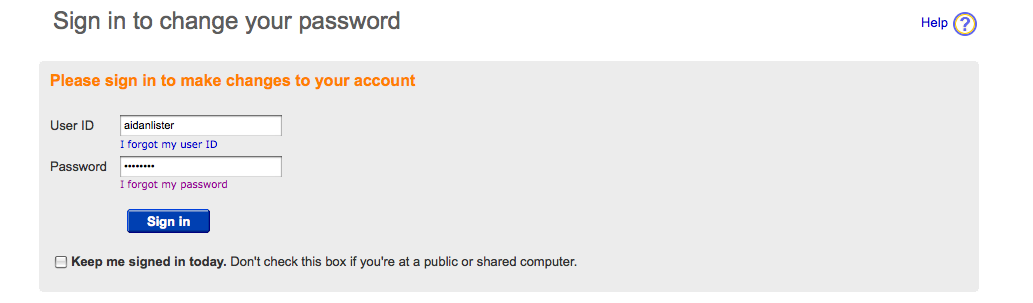 Sign in to change your password
Help ?
Please sign in to make changes to your account
User ID aidanlister
I forgot my user ID
Password ••••••••
I forgot my password
Sign in
Keep me signed in today. Don't check this box if you're at a public or shared computer.